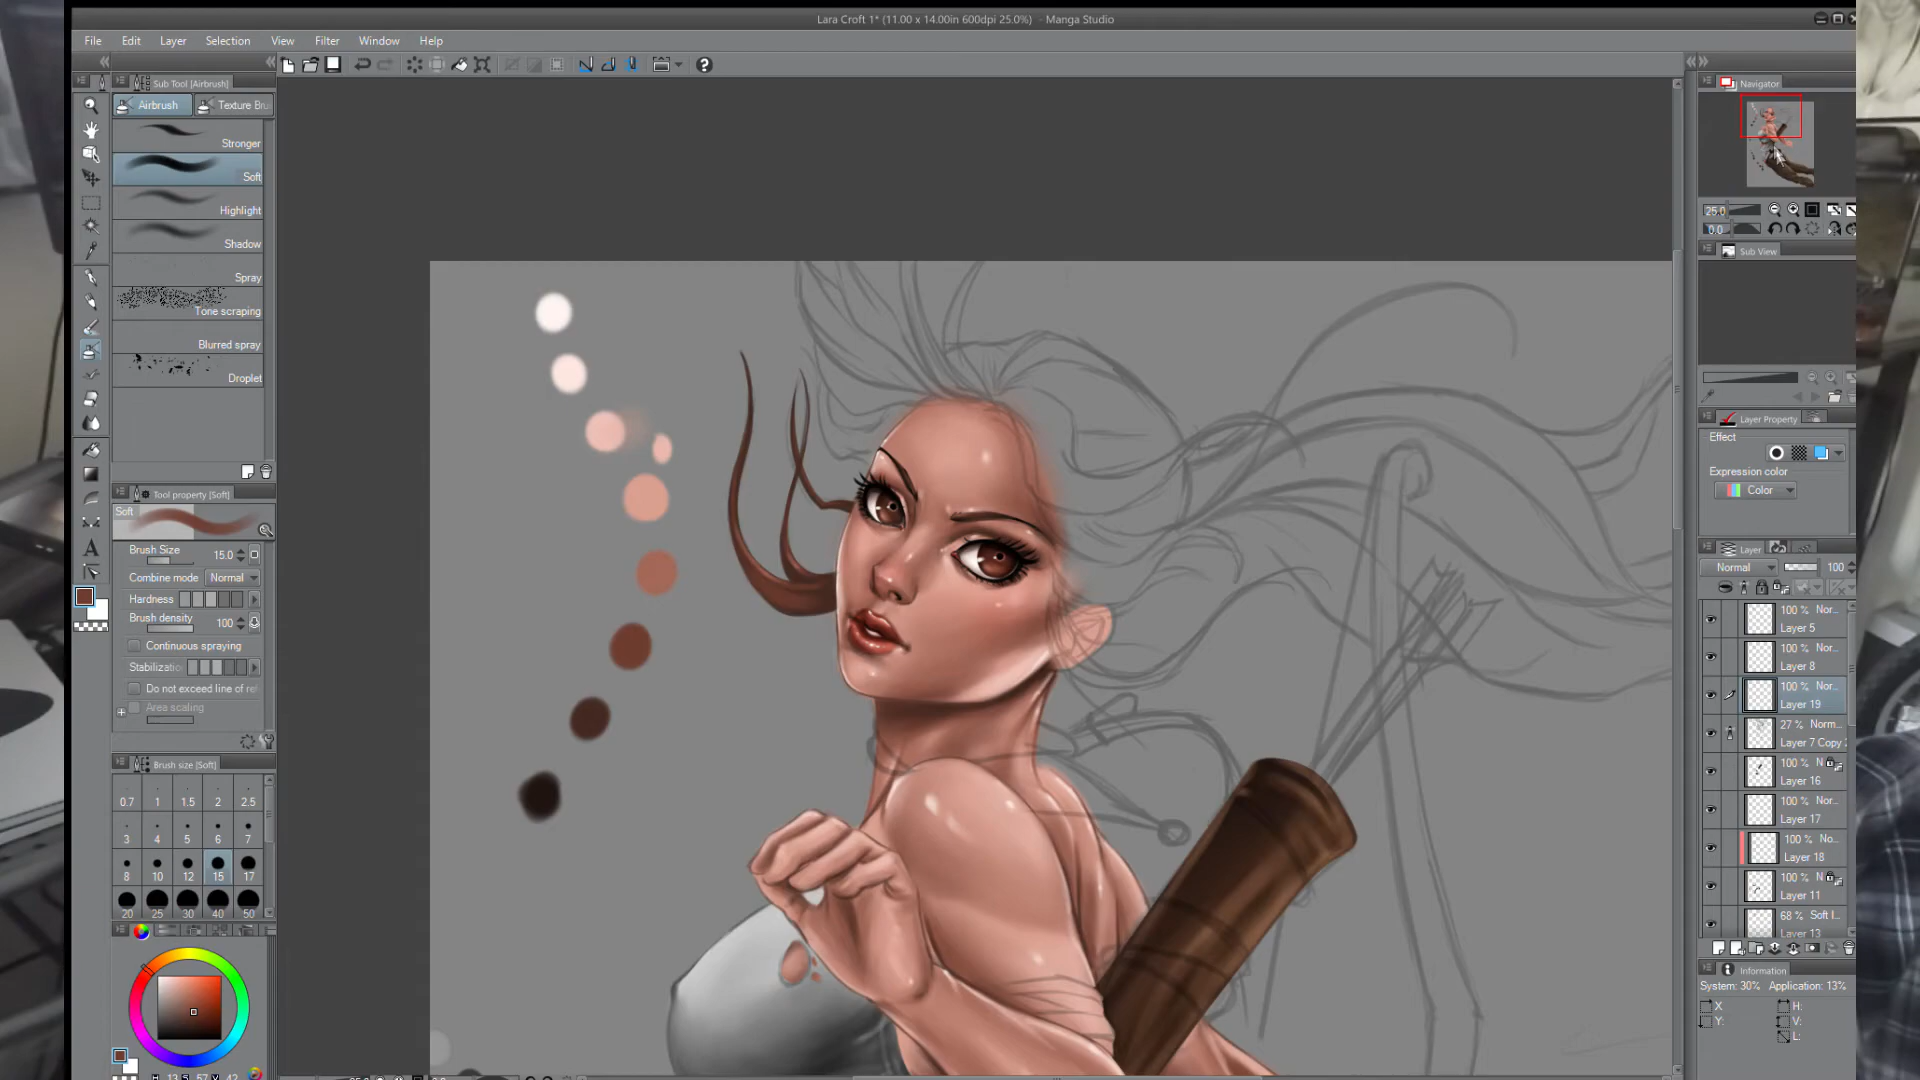 Lara Croft 1* (11.00 x 14.00in 600dpi 25.0%) - Manga Studio
File Edit Layer Selection View Filter Window Help
Sub Tool [Airbrush]
Airbrush Texture Bru
Stronger
Soft
Highlight
Shadow
Spray
Tone scraping
Blurred spray
Droplet
Tool property [Soft]
Soft
Brush Size 15.0
Combine mode Normal
Hardness
Brush density 100
Continuous spraying
Stabilizatio
Do not exceed line of re
Area scaling
Brush size [Soft]
0.7 1 1.5 2 2.5
3 4 5 6 7
8 10 12 15 17
20 25 30 40 50
Navigator
25.0
0.0
Sub View
Layer Property
Effect
Expression color
Color
Layer
Normal 100
100 % Nor..
Layer 5
100 % Nor..
Layer 8
100 % Nor..
Layer 19
27 % Norm..
Layer 7 Copy
100 % N
Layer 16
100 % Nor..
Layer 17
100 % No..
Layer 18
100 % N
Layer 11
68 % Soft l..
Layer 13
Information
System: 30% Application: 13%
X H:
Y: V:
L: